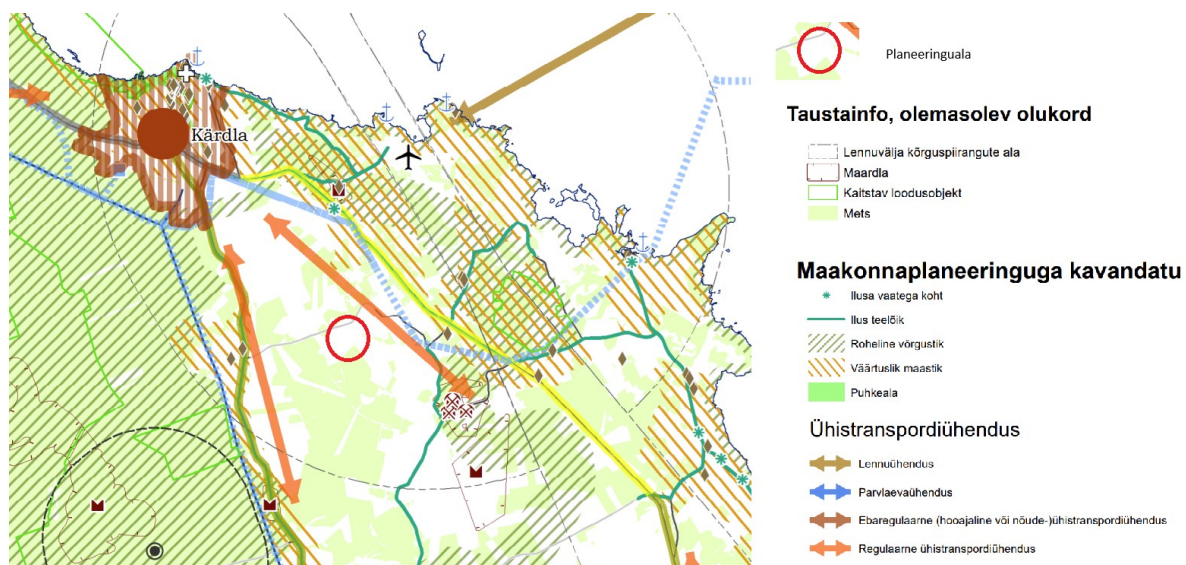 Kärdla
Planeeringuala
Taustainfo, olemasolev olukord
Lennuvälja kõrguspiirangute ala
Maardla
Kaitstav loodusobjekt
Mets
Maakonnaplaneeringuga kavandatu
Ilusa vaatega koht
Ilus teelõik
Roheline võrgustik
Väärtuslik maastik
Puhkeala
Ühistranspordiühendus
Lennuühendus
Parvlaevaühendus
Ebaregulaarne (hooajaline või nõude-)ühistranspordiühendus
Regulaarne ühistranspordiühendus